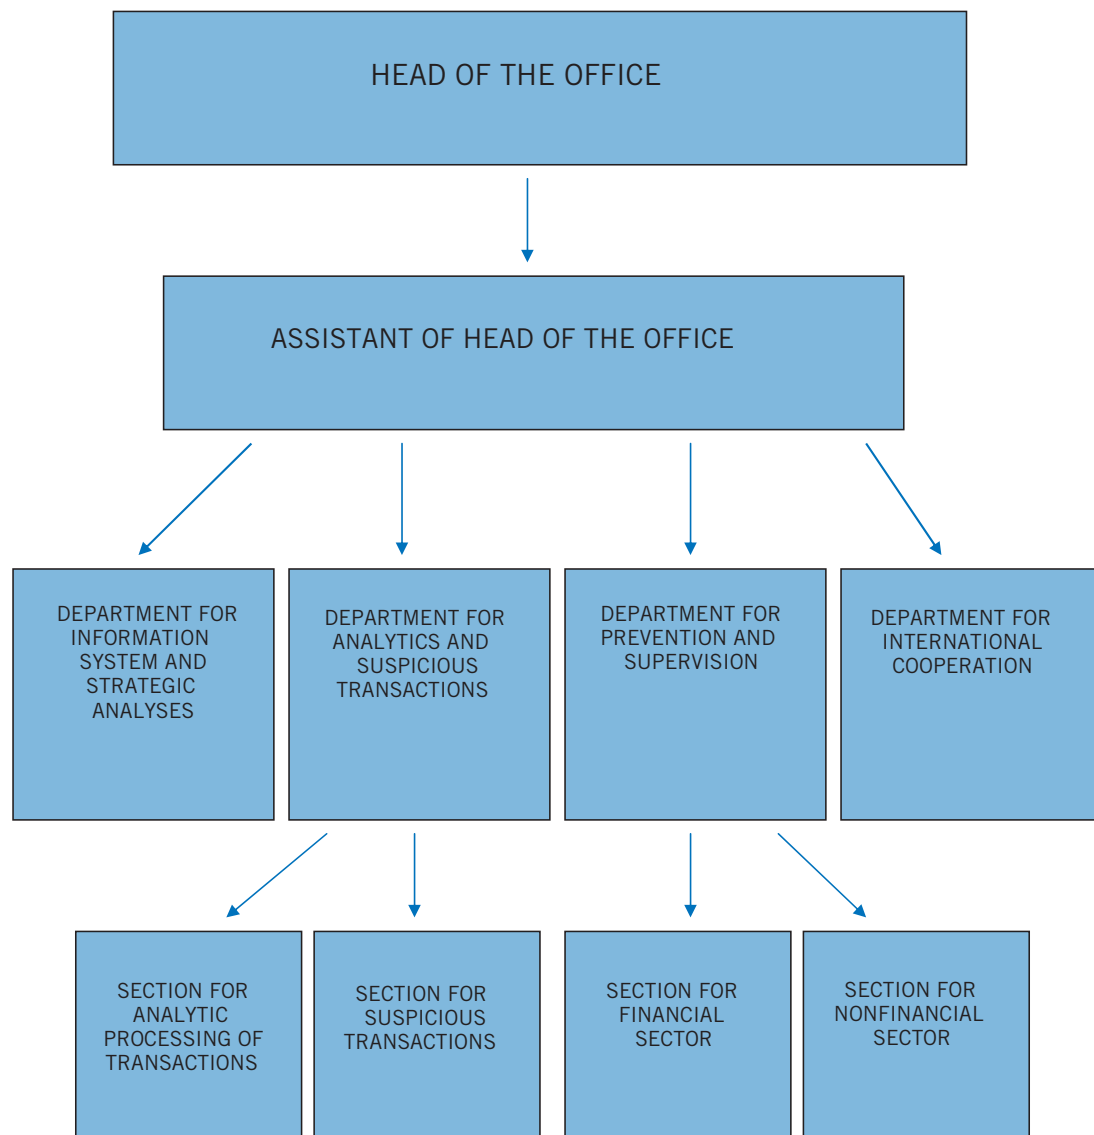 HEAD OF THE OFFICE
ASSISTANT OF HEAD OF THE OFFICE
DEPARTMENT FOR
INFORMATION
SYSTEM AND
STRATEGIC
ANALYSES
DEPARTMENT FOR
ANALYTICS AND
SUSPICIOUS
TRANSACTIONS
DEPARTMENT FOR
PREVENTION AND
SUPERVISION
DEPARTMENT FOR
INTERNATIONAL
COOPERATION
SECTION FOR
ANALYTIC
PROCESSING OF
TRANSACTIONS
SECTION FOR
SUSPICIOUS
TRANSACTIONS
SECTION FOR
FINANCIAL
SECTOR
SECTION FOR
NONFINANCIAL
SECTOR